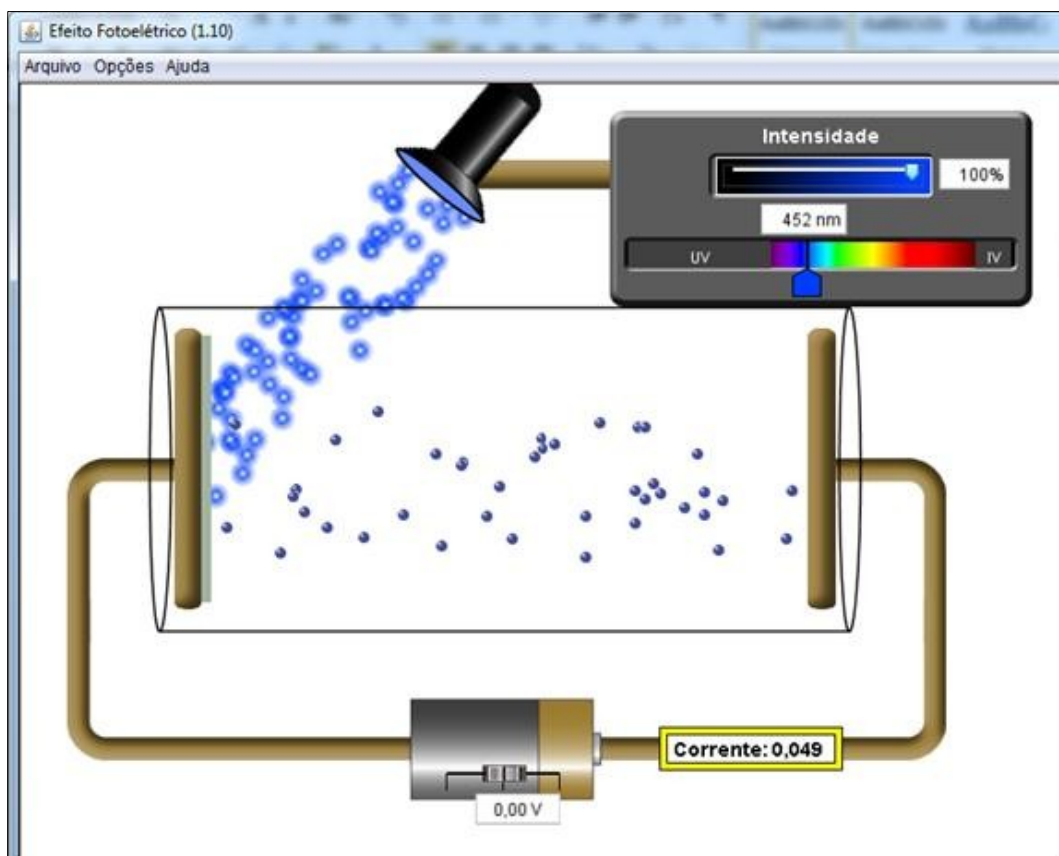 Efeito Fotoelétrico (1.10)
Arquivo Opções Ajuda
Intensidade
100%
452 nm
UV
IV
Corrente: 0,049
0,00 V